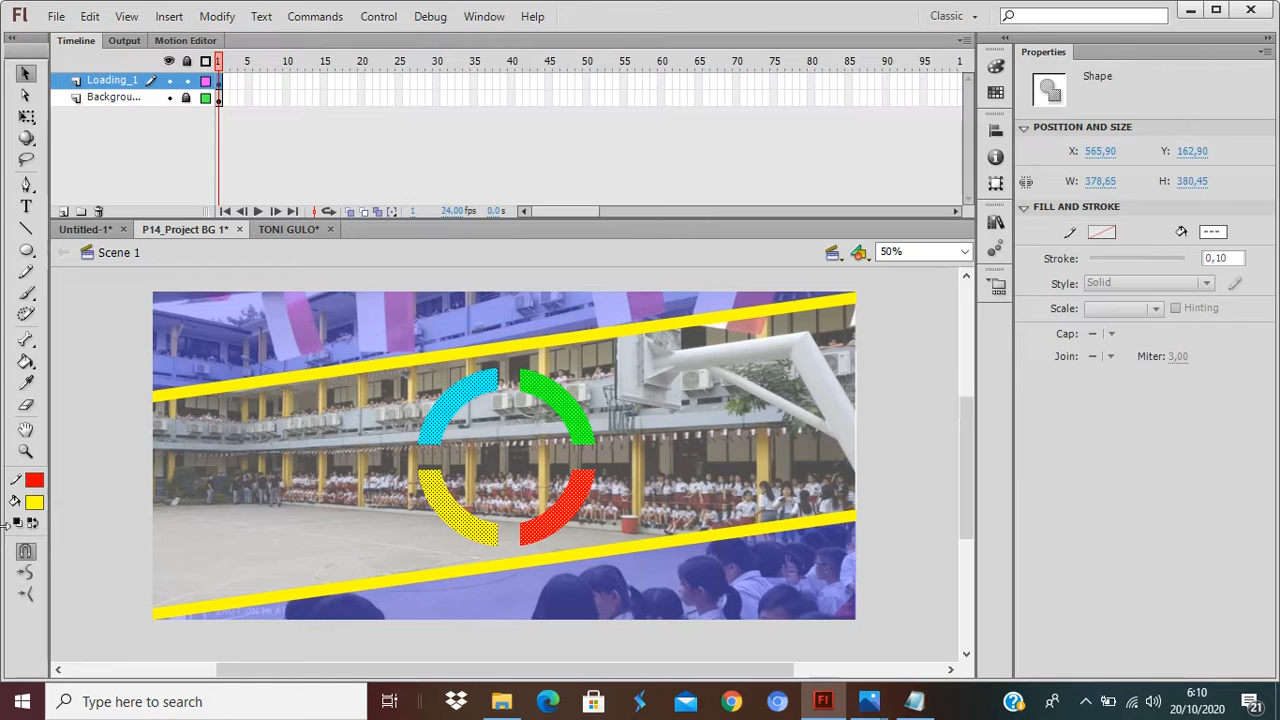 Fl File Edit View Insert Modify Text Commands Control Debug Window Help Classic
Timeline Output Motion Editor
1 5 10 15 20 25 30 35 40 45 50 55 60 65 70 75 80 85 90 95 1
Loading_1
Backgrou...
1 24,00 fps 0,0 s
Untitled-1* × P14_Project BG 1* × TONI GULO* ×
Scene 1 50%
Properties
Shape
POSITION AND SIZE
X: 565,90 Y: 162,90
W: 378,65 H: 380,45
FILL AND STROKE
Stroke: 0,10
Style: Solid
Scale: Hinting
Cap:
Join: Miter: 3,00
Type here to search
Fl
6:10
20/10/2020
21